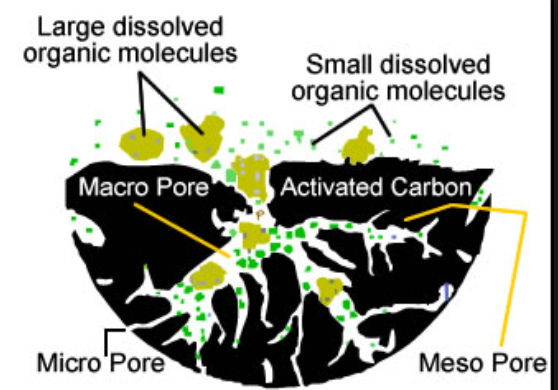 Large dissolved
organic molecules
Small dissolved
organic molecules
Macro Pore
Activated Carbon
Micro Pore
Meso Pore